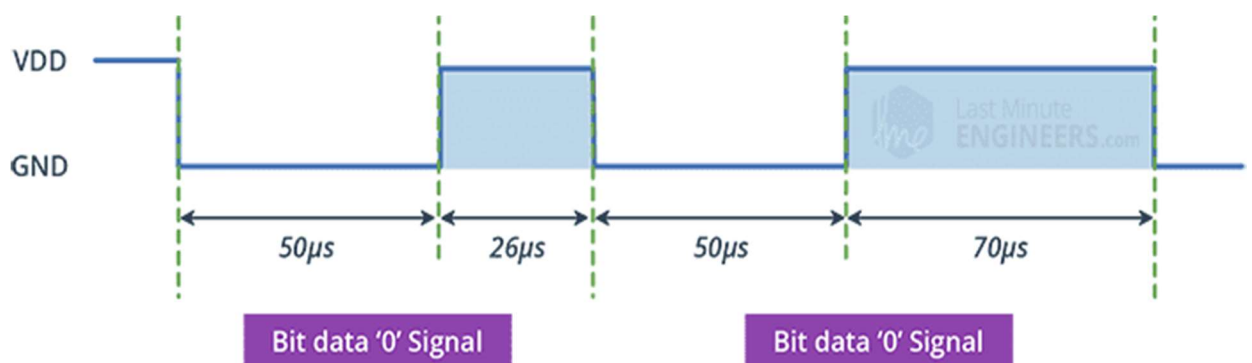 VDD
Last Minute
ENGINEERS.com
GND
50µs
26µs
50µs
70µs
Bit data ‘0’ Signal
Bit data ‘0’ Signal